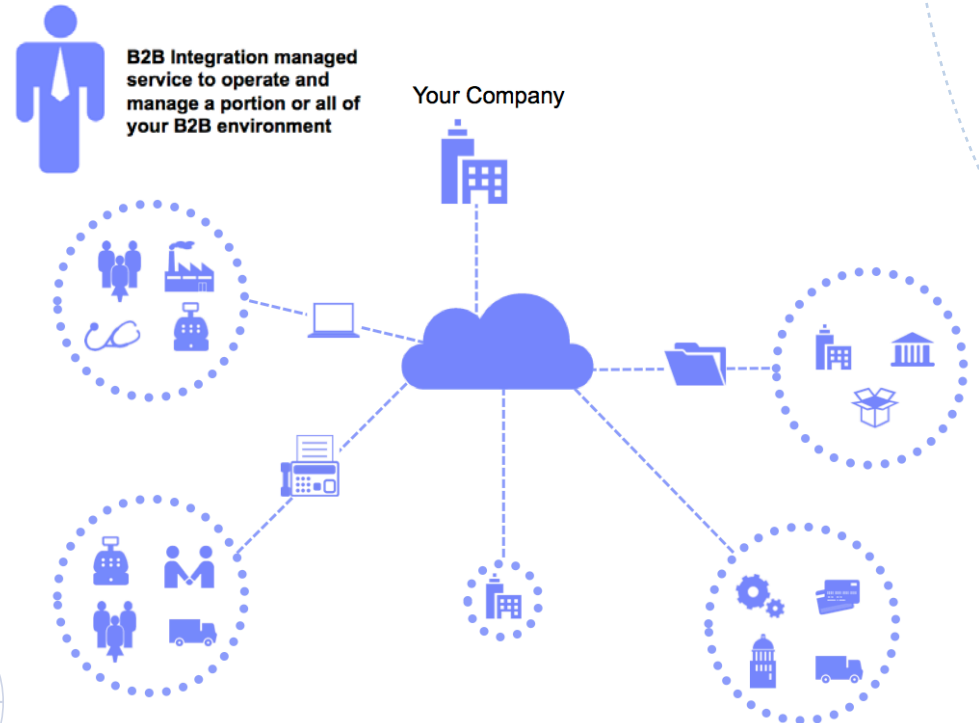 B2B Integration managed
service to operate and
manage a portion or all of
your B2B environment
Your Company